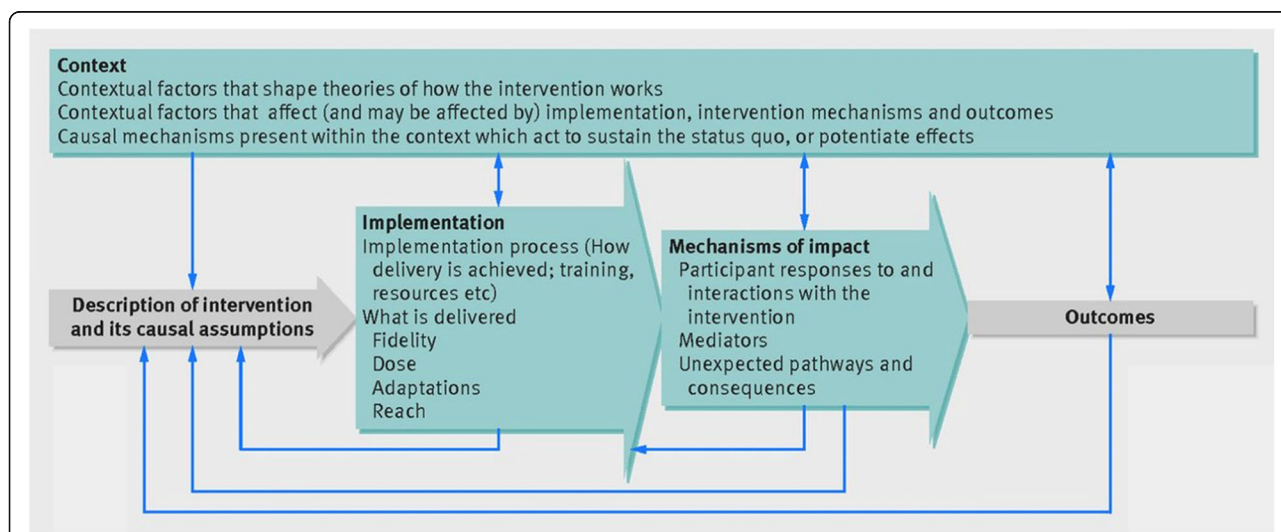 Context
Contextual factors that shape theories of how the intervention works
Contextual factors that affect (and may be affected by) implementation, intervention mechanisms and outcomes
Causal mechanisms present within the context which act to sustain the status quo, or potentiate effects
Description of intervention
and its causal assumptions
Implementation
Implementation process (How
delivery is achieved; training,
resources etc)
What is delivered
Fidelity
Dose
Adaptations
Reach
Mechanisms of impact
Participant responses to and
interactions with the
intervention
Mediators
Unexpected pathways and
consequences
Outcomes